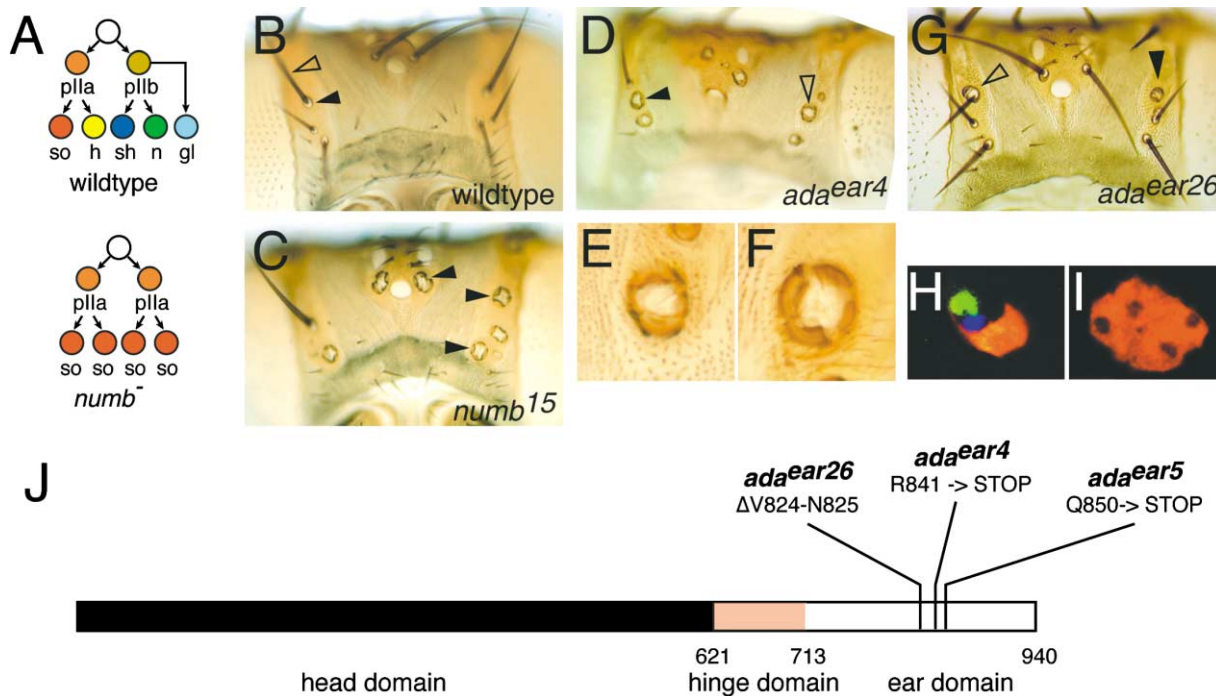 A
pIIa pIIb
so h sh n gl
wildtype
pIIa pIIa
so so so so
numb-
B
wildtype
C
numb15
D
adaear4
E
F
G
adaear26
H
I
J
adaear26
ΔV824-N825
adaear4
R841 -> STOP
adaear5
Q850-> STOP
621 713 940
head domain hinge domain ear domain